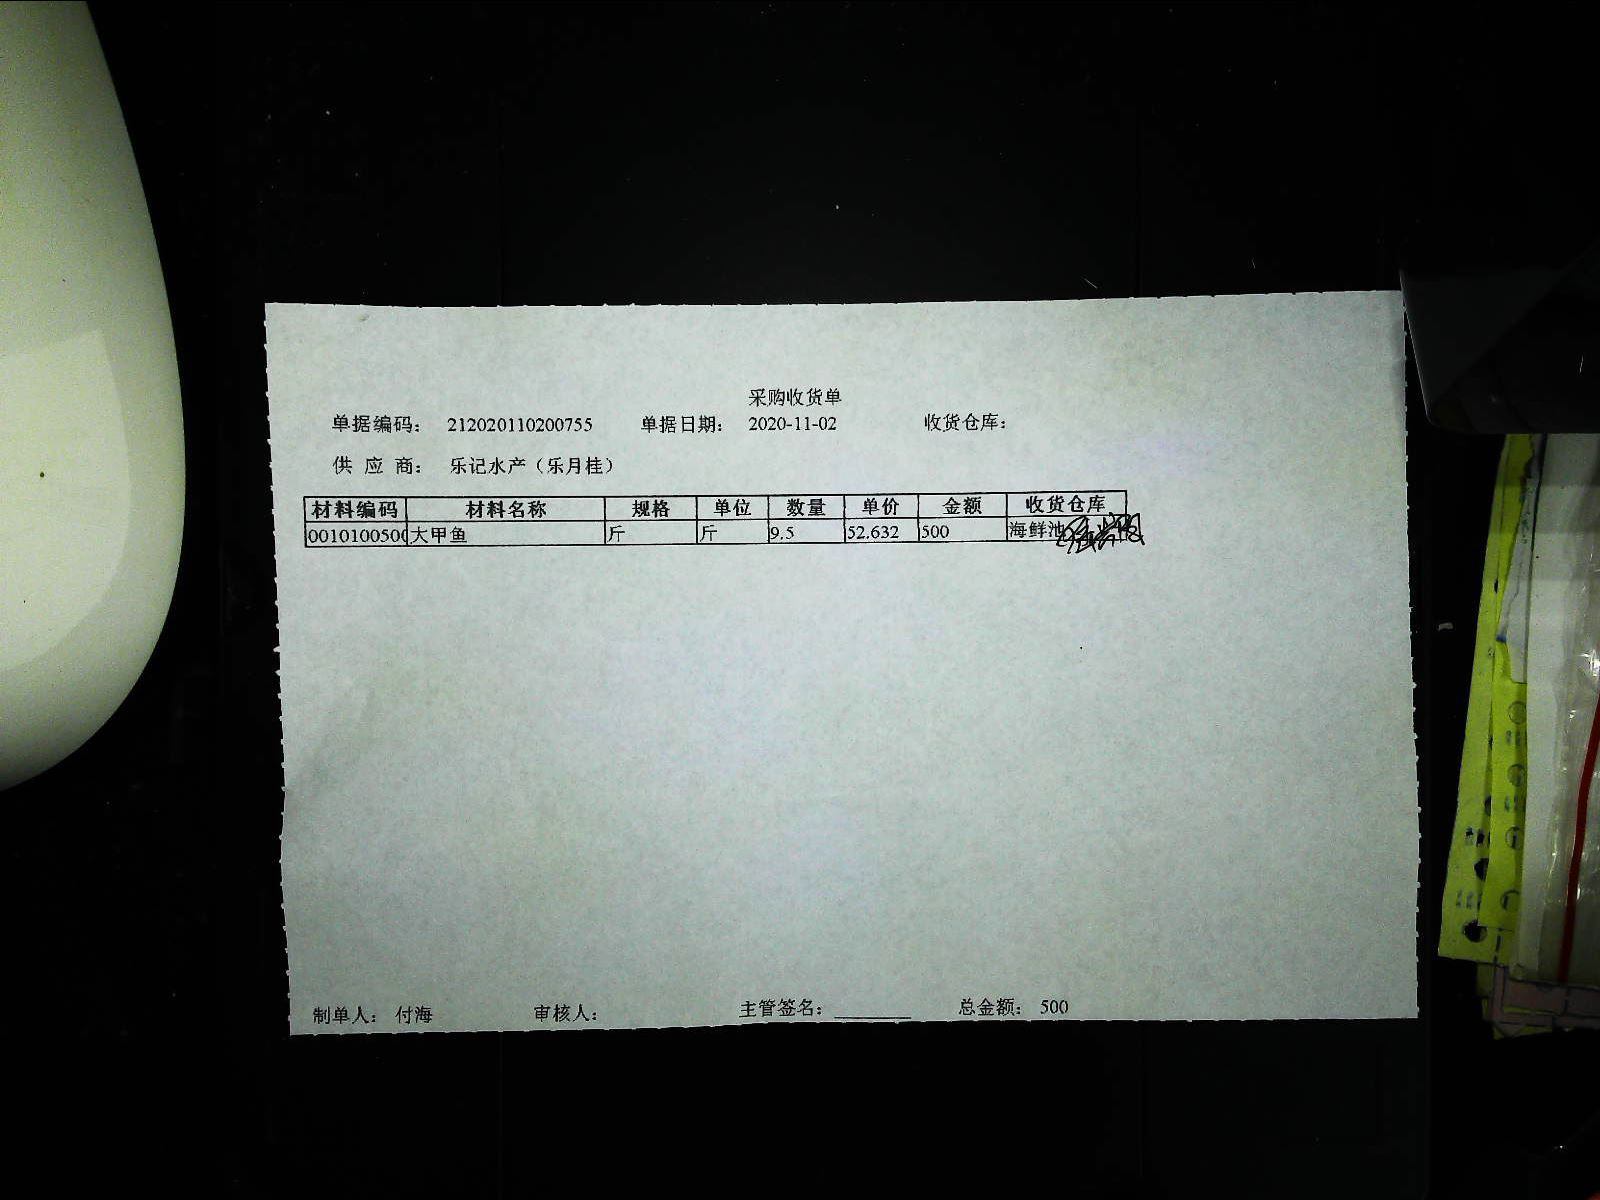 采购收货单
单据编码： 212020110200755 单据日期： 2020-11-02 收货仓库：
供 应 商： 乐记水产（乐月桂）
材料编码 材料名称 规格 单位 数量 单价 金额 收货仓库
0010100500 大甲鱼 斤 斤 9.5 52.632 500 海鲜池
制单人： 付海 审核人： 主管签名： 总金额： 500